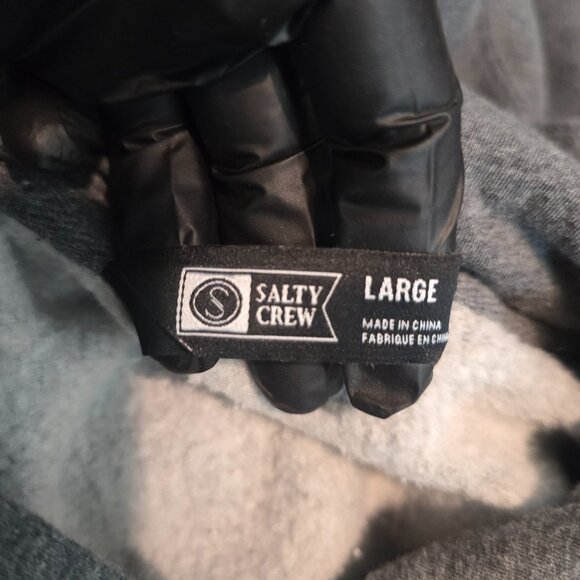 S
SALTY
CREW
LARGE
MADE IN CHINA
FABRIQUE EN